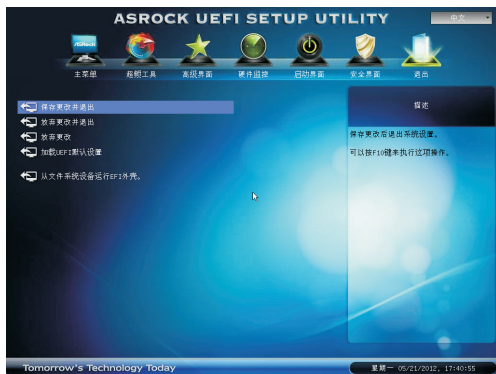 ASROCK UEFI SETUP UTILITY
中文
ASRock
主菜单
超频工具
高级界面
硬件监控
启动界面
安全界面
退出
保存更改并退出
放弃更改并退出
放弃更改
加载UEFI默认设置
从文件系统设备运行EFI外壳。
描述
保存更改后退出系统设置。
可以按F10键来执行这项操作。
Tomorrow's Technology Today
星期一 05/21/2012, 17:40:55